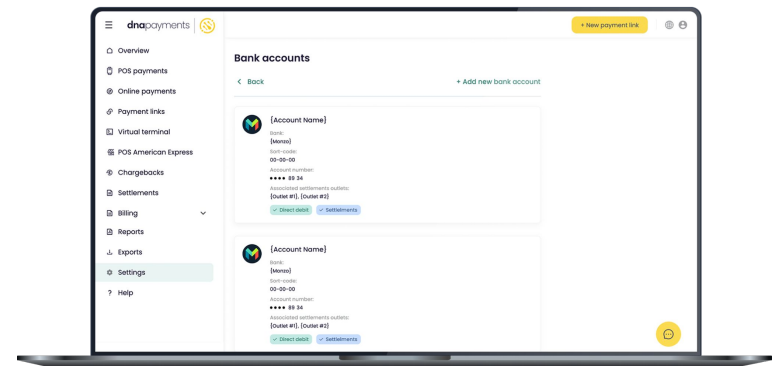 dnapayments
+ New payment link
Overview
POS payments
Online payments
Payment links
Virtual terminal
POS American Express
Chargebacks
Settlements
Billing
Reports
Exports
Settings
? Help
Bank accounts
Back
+ Add new bank account
{Account Name}
Bank:
{Monzo}
Sort-code:
00-00-00
Account number:
•••• 89 34
Associated settlements outlets:
{Outlet #1}, {Outlet #2}
Direct debit
Settlelments
{Account Name}
Bank:
{Monzo}
Sort-code:
00-00-00
Account number:
•••• 89 34
Associated settlements outlets:
{Outlet #1}, {Outlet #2}
Direct debit
Settlelments